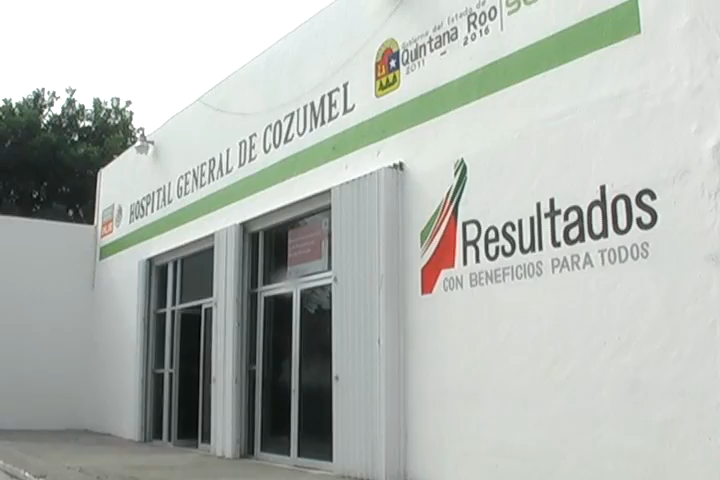 Gobierno del Estado de
Quintana Roo
2011 - 2016
HOSPITAL GENERAL DE COZUMEL
Resultados
CON BENEFICIOS PARA TODOS